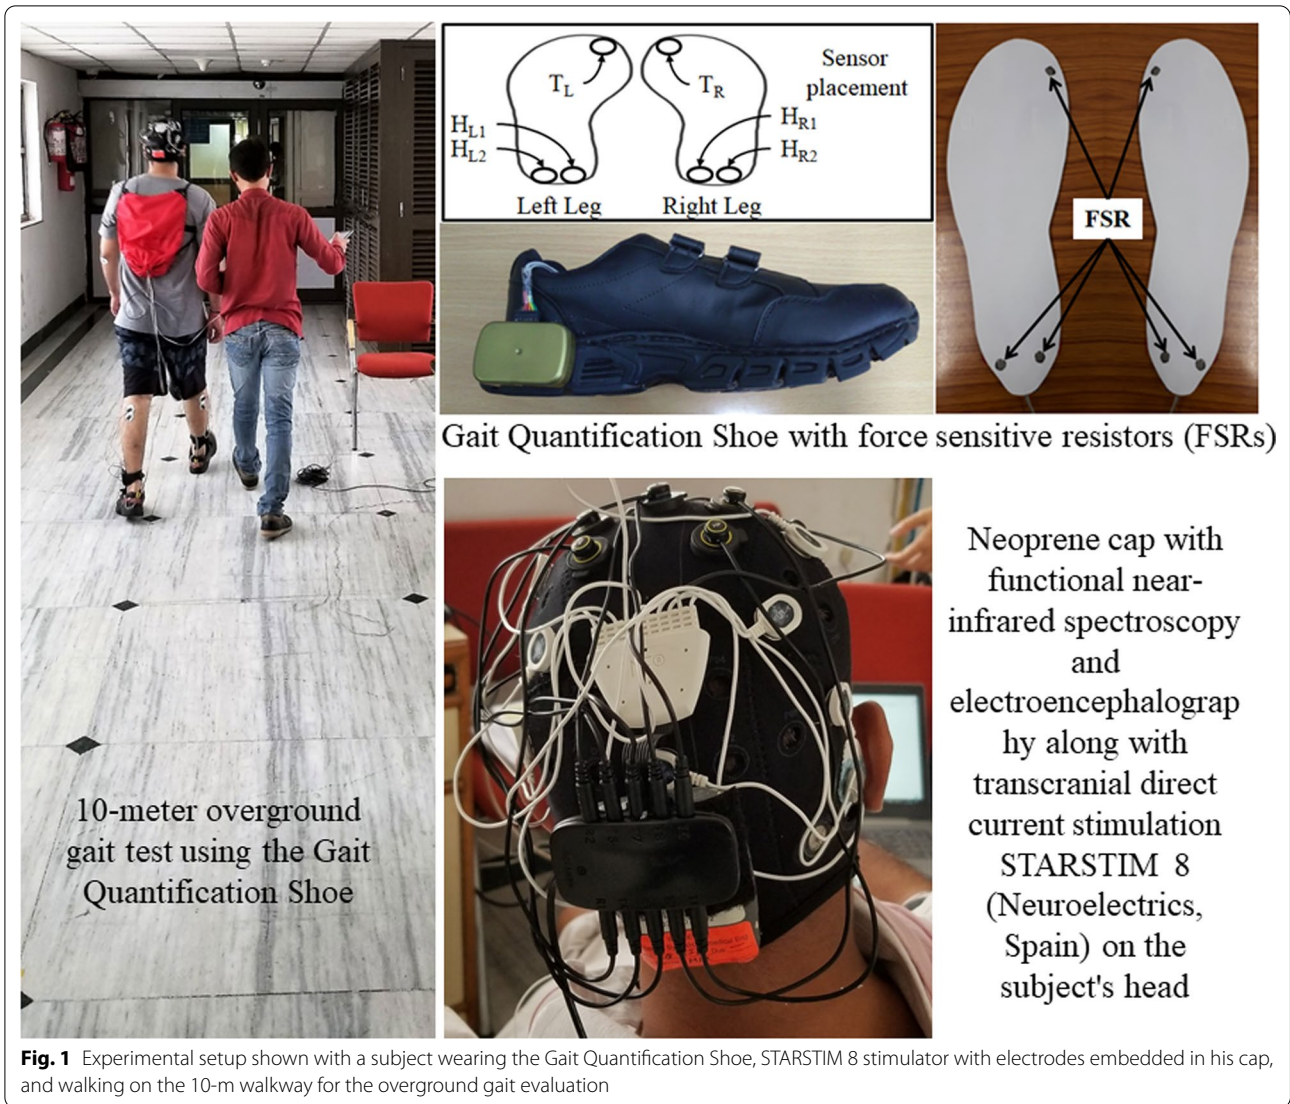 T_L
T_R
Sensor
placement
H_L1
H_L2
H_R1
H_R2
Left Leg
Right Leg
FSR
Gait Quantification Shoe with force sensitive resistors (FSRs)
10-meter overground
gait test using the Gait
Quantification Shoe
Neoprene cap with
functional near-
infrared spectroscopy
and
electroencephalograp
hy along with
transcranial direct
current stimulation
STARSTIM 8
(Neuroelectrics,
Spain) on the
subject's head
Fig. 1 Experimental setup shown with a subject wearing the Gait Quantification Shoe, STARSTIM 8 stimulator with electrodes embedded in his cap,
and walking on the 10-m walkway for the overground gait evaluation